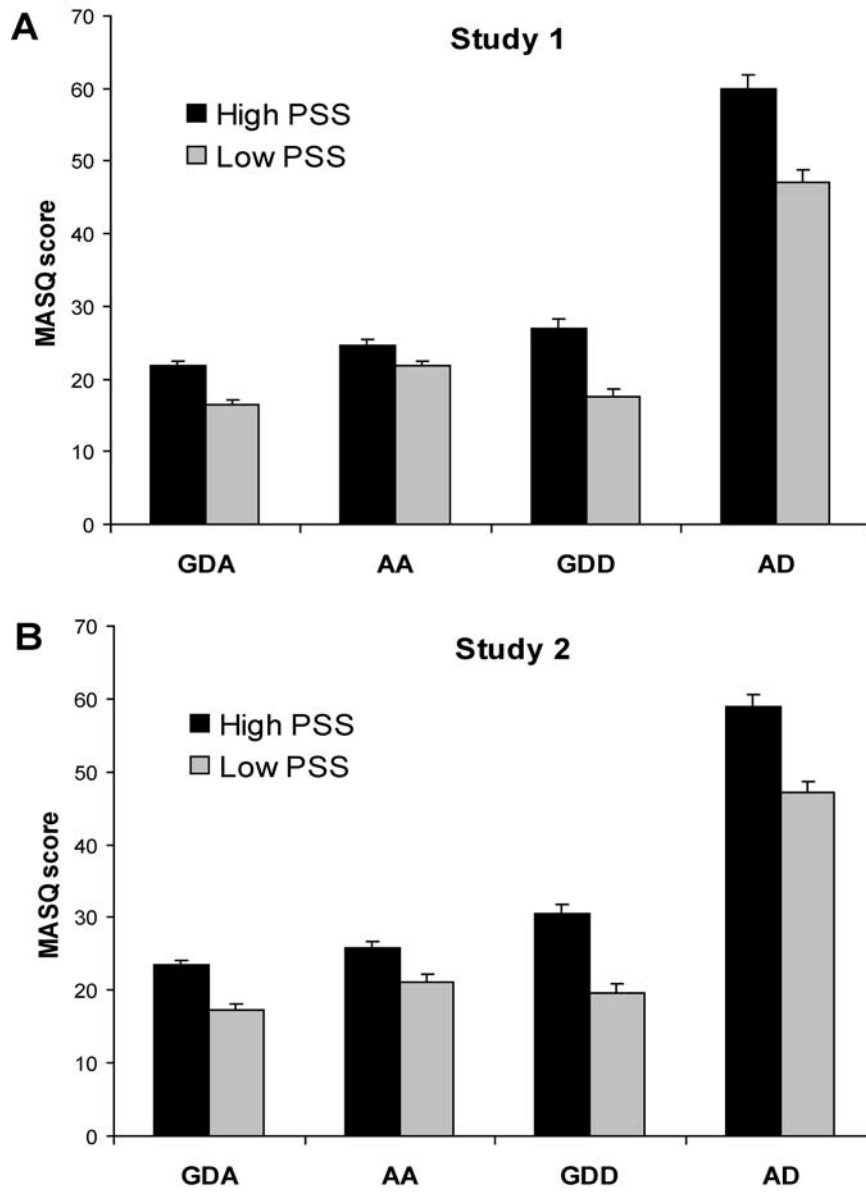 A
Study 1
High PSS
Low PSS
MASQ score
70
60
50
40
30
20
10
0
GDA AA GDD AD
B
Study 2
High PSS
Low PSS
MASQ score
70
60
50
40
30
20
10
0
GDA AA GDD AD